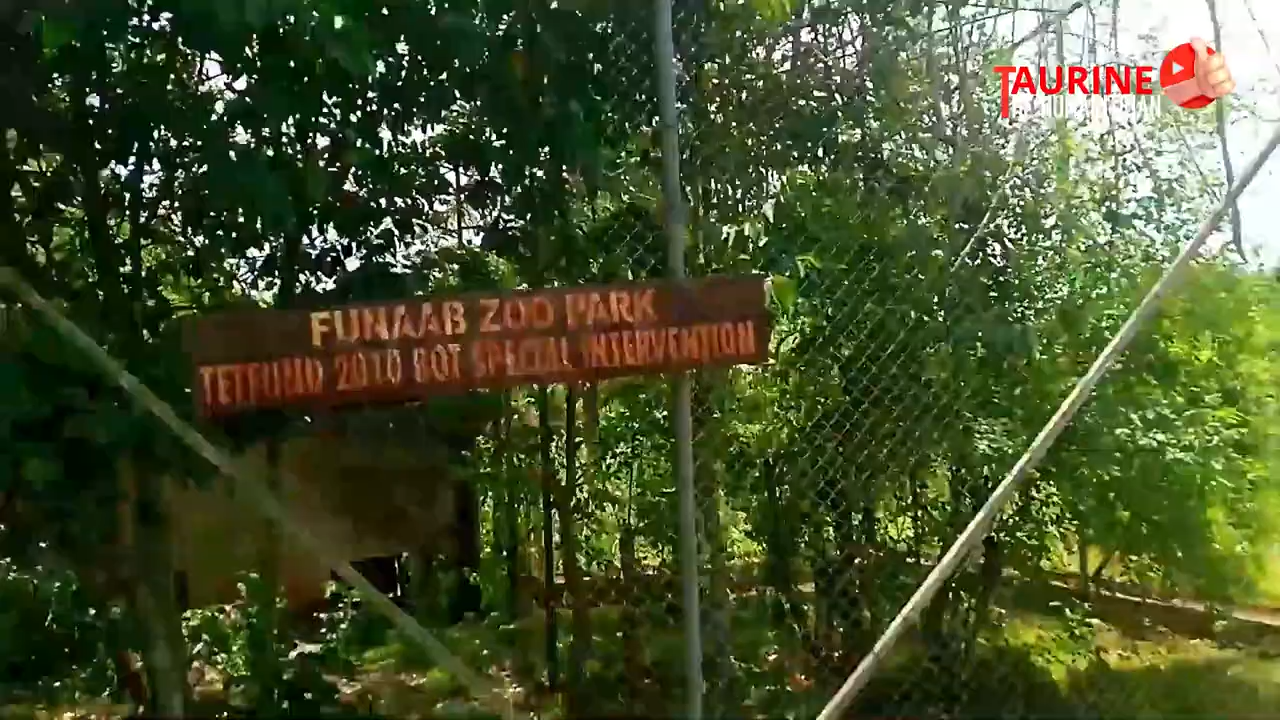 TAURINE
FUNAAB ZOO PARK
TETFUND 2010 BOT SPECIAL INTERVENTION